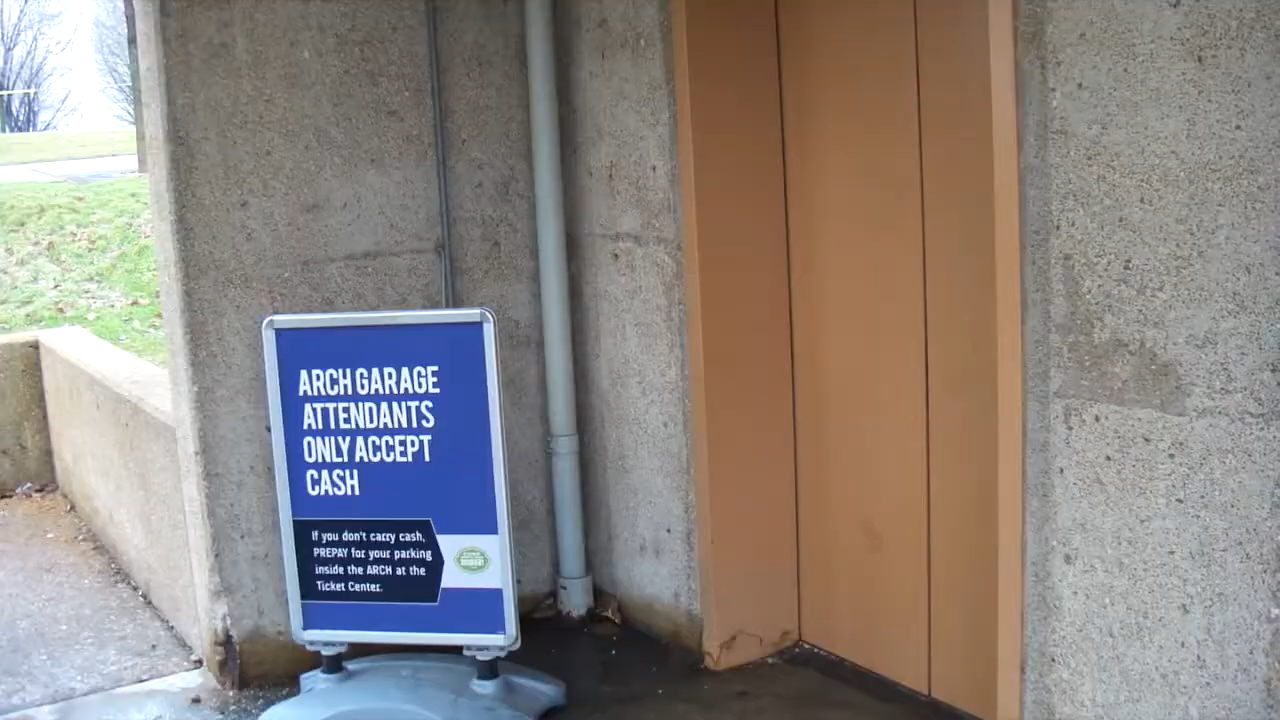 ARCH GARAGE
ATTENDANTS
ONLY ACCEPT
CASH
If you don't carry cash,
PREPAY for your parking
inside the ARCH at the
Ticket Center.